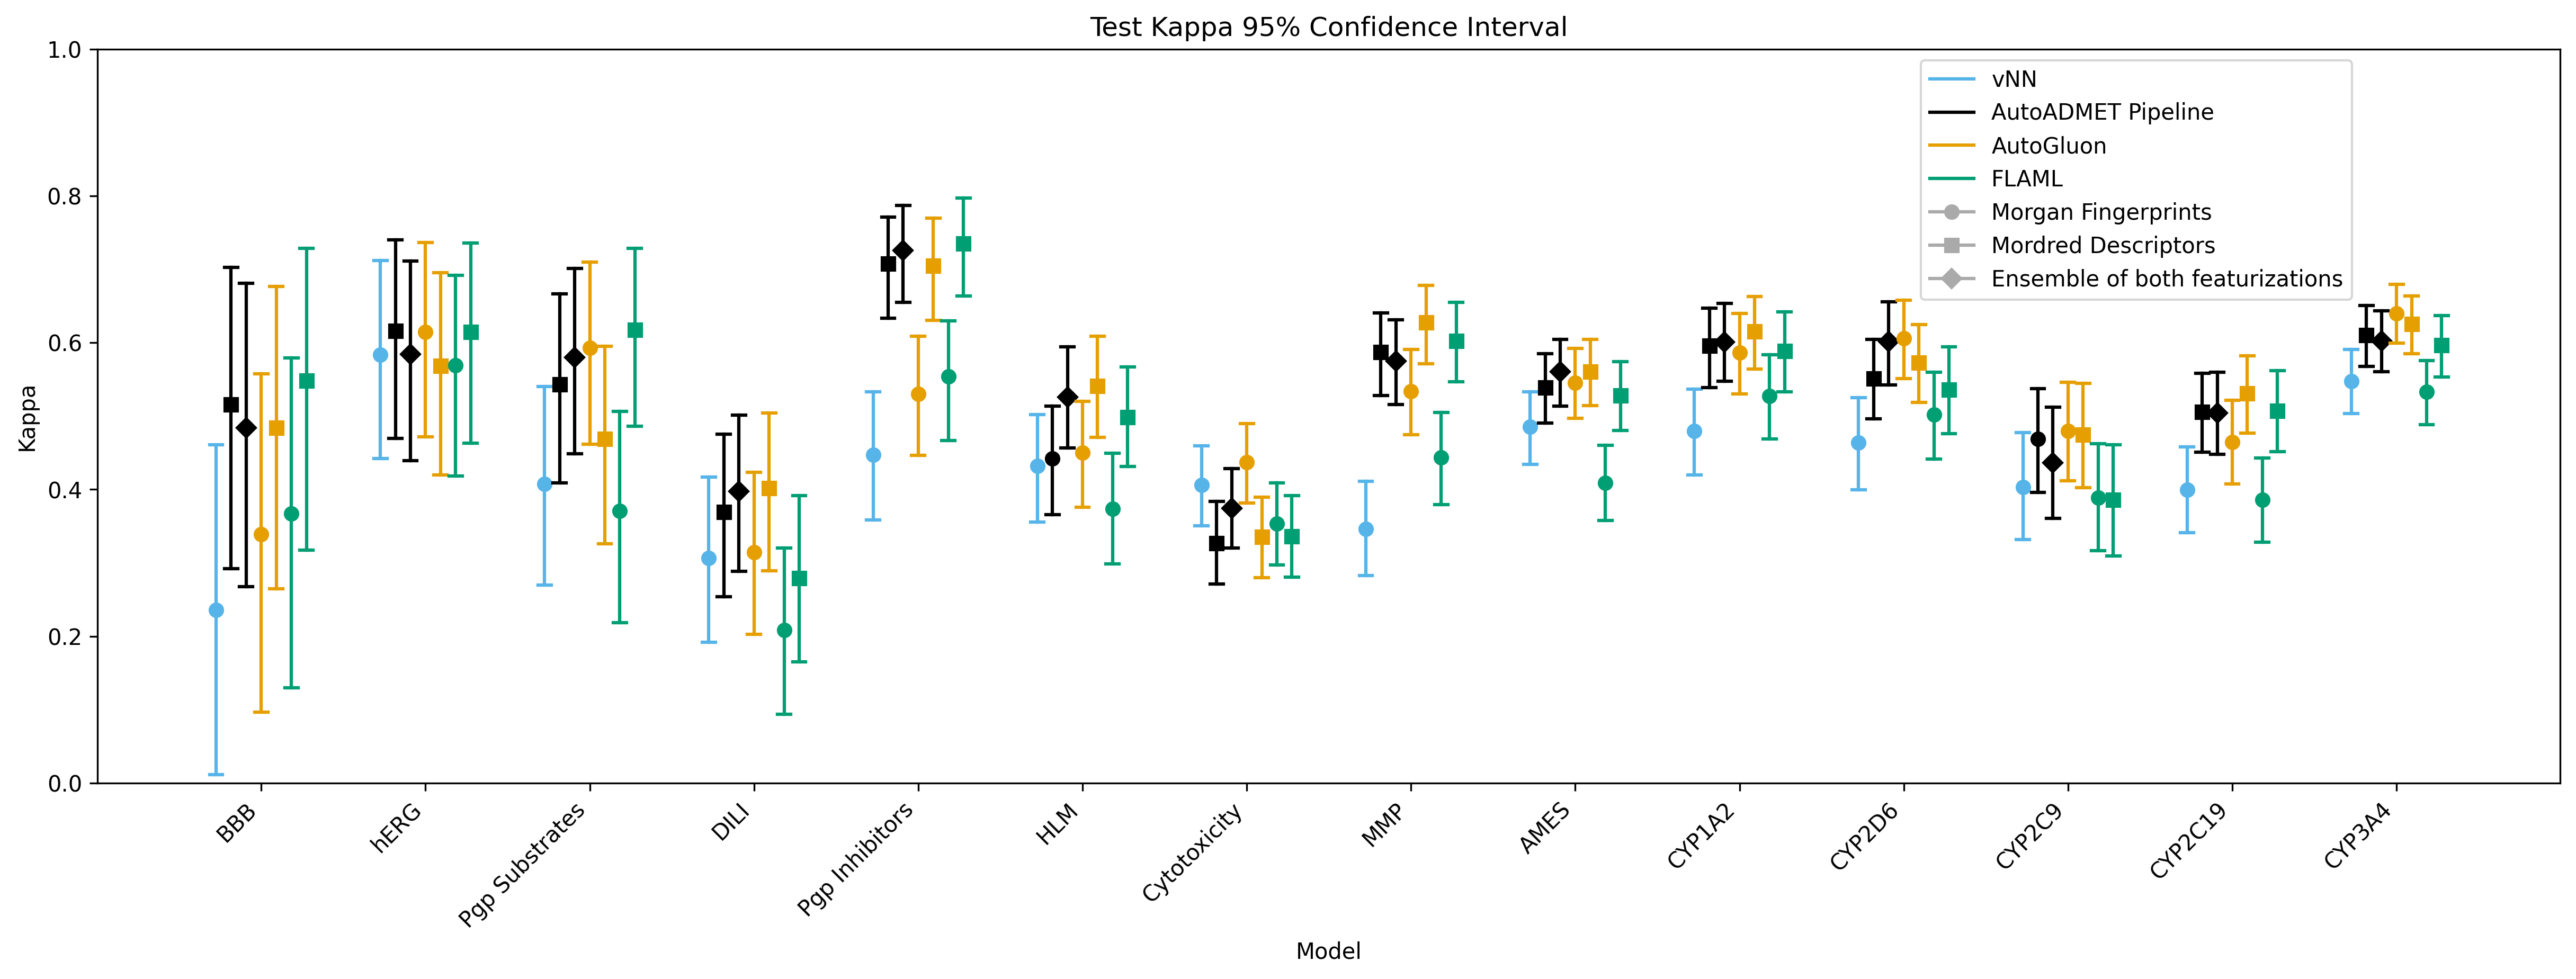 Test Kappa 95% Confidence Interval
1.0
0.8
0.6
0.4
0.2
0.0
Kappa
vNN
AutoADMET Pipeline
AutoGluon
FLAML
Morgan Fingerprints
Mordred Descriptors
Ensemble of both featurizations
BBB
hERG
Pgp Substrates
DILI
Pgp Inhibitors
HLM
Cytotoxicity
MMP
AMES
CYP1A2
CYP2D6
CYP2C9
CYP2C19
CYP3A4
Model